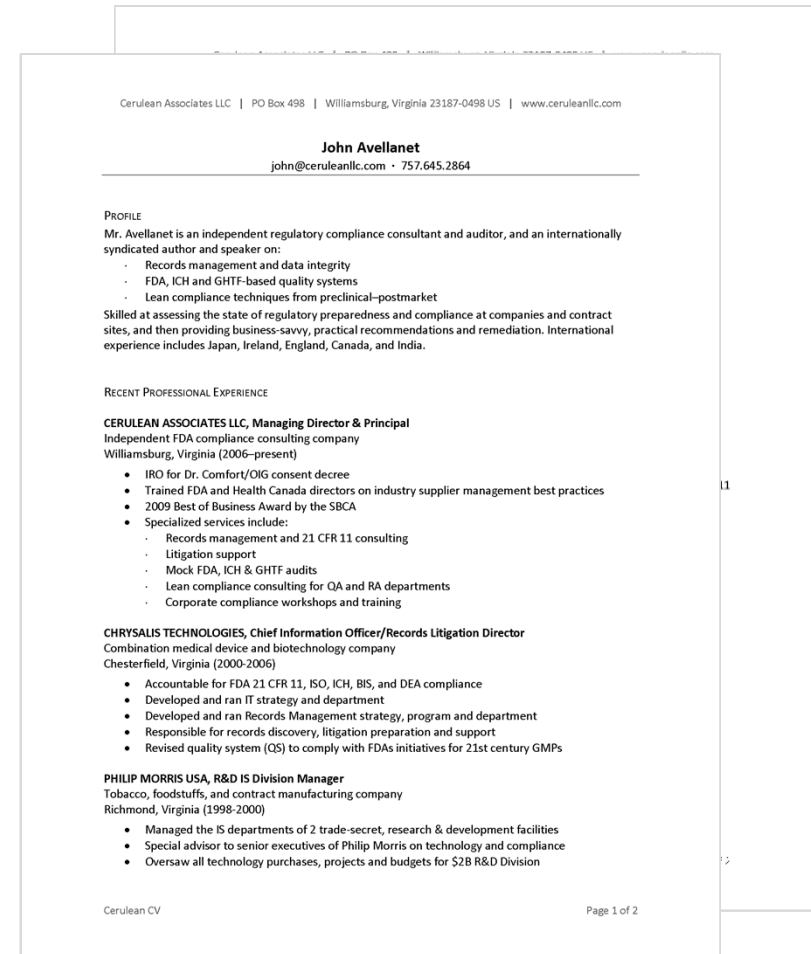 Cerulean Associates LLC | PO Box 498 | Williamsburg, Virginia 23187-0498 US | www.ceruleanllc.com
John Avellanet
john@ceruleanllc.com · 757.645.2864
PROFILE
Mr. Avellanet is an independent regulatory compliance consultant and auditor, and an internationally
syndicated author and speaker on:
· Records management and data integrity
· FDA, ICH and GHTF-based quality systems
· Lean compliance techniques from preclinical–postmarket
Skilled at assessing the state of regulatory preparedness and compliance at companies and contract
sites, and then providing business-savvy, practical recommendations and remediation. International
experience includes Japan, Ireland, England, Canada, and India.
RECENT PROFESSIONAL EXPERIENCE
CERULEAN ASSOCIATES LLC, Managing Director & Principal
Independent FDA compliance consulting company
Williamsburg, Virginia (2006–present)
• IRO for Dr. Comfort/OIG consent decree
• Trained FDA and Health Canada directors on industry supplier management best practices
• 2009 Best of Business Award by the SBCA
• Specialized services include:
· Records management and 21 CFR 11 consulting
· Litigation support
· Mock FDA, ICH & GHTF audits
· Lean compliance consulting for QA and RA departments
· Corporate compliance workshops and training
CHRYSALIS TECHNOLOGIES, Chief Information Officer/Records Litigation Director
Combination medical device and biotechnology company
Chesterfield, Virginia (2000-2006)
• Accountable for FDA 21 CFR 11, ISO, ICH, BIS, and DEA compliance
• Developed and ran IT strategy and department
• Developed and ran Records Management strategy, program and department
• Responsible for records discovery, litigation preparation and support
• Revised quality system (QS) to comply with FDAs initiatives for 21st century GMPs
PHILIP MORRIS USA, R&D IS Division Manager
Tobacco, foodstuffs, and contract manufacturing company
Richmond, Virginia (1998-2000)
• Managed the IS departments of 2 trade-secret, research & development facilities
• Special advisor to senior executives of Philip Morris on technology and compliance
• Oversaw all technology purchases, projects and budgets for $2B R&D Division
Cerulean CV Page 1 of 2